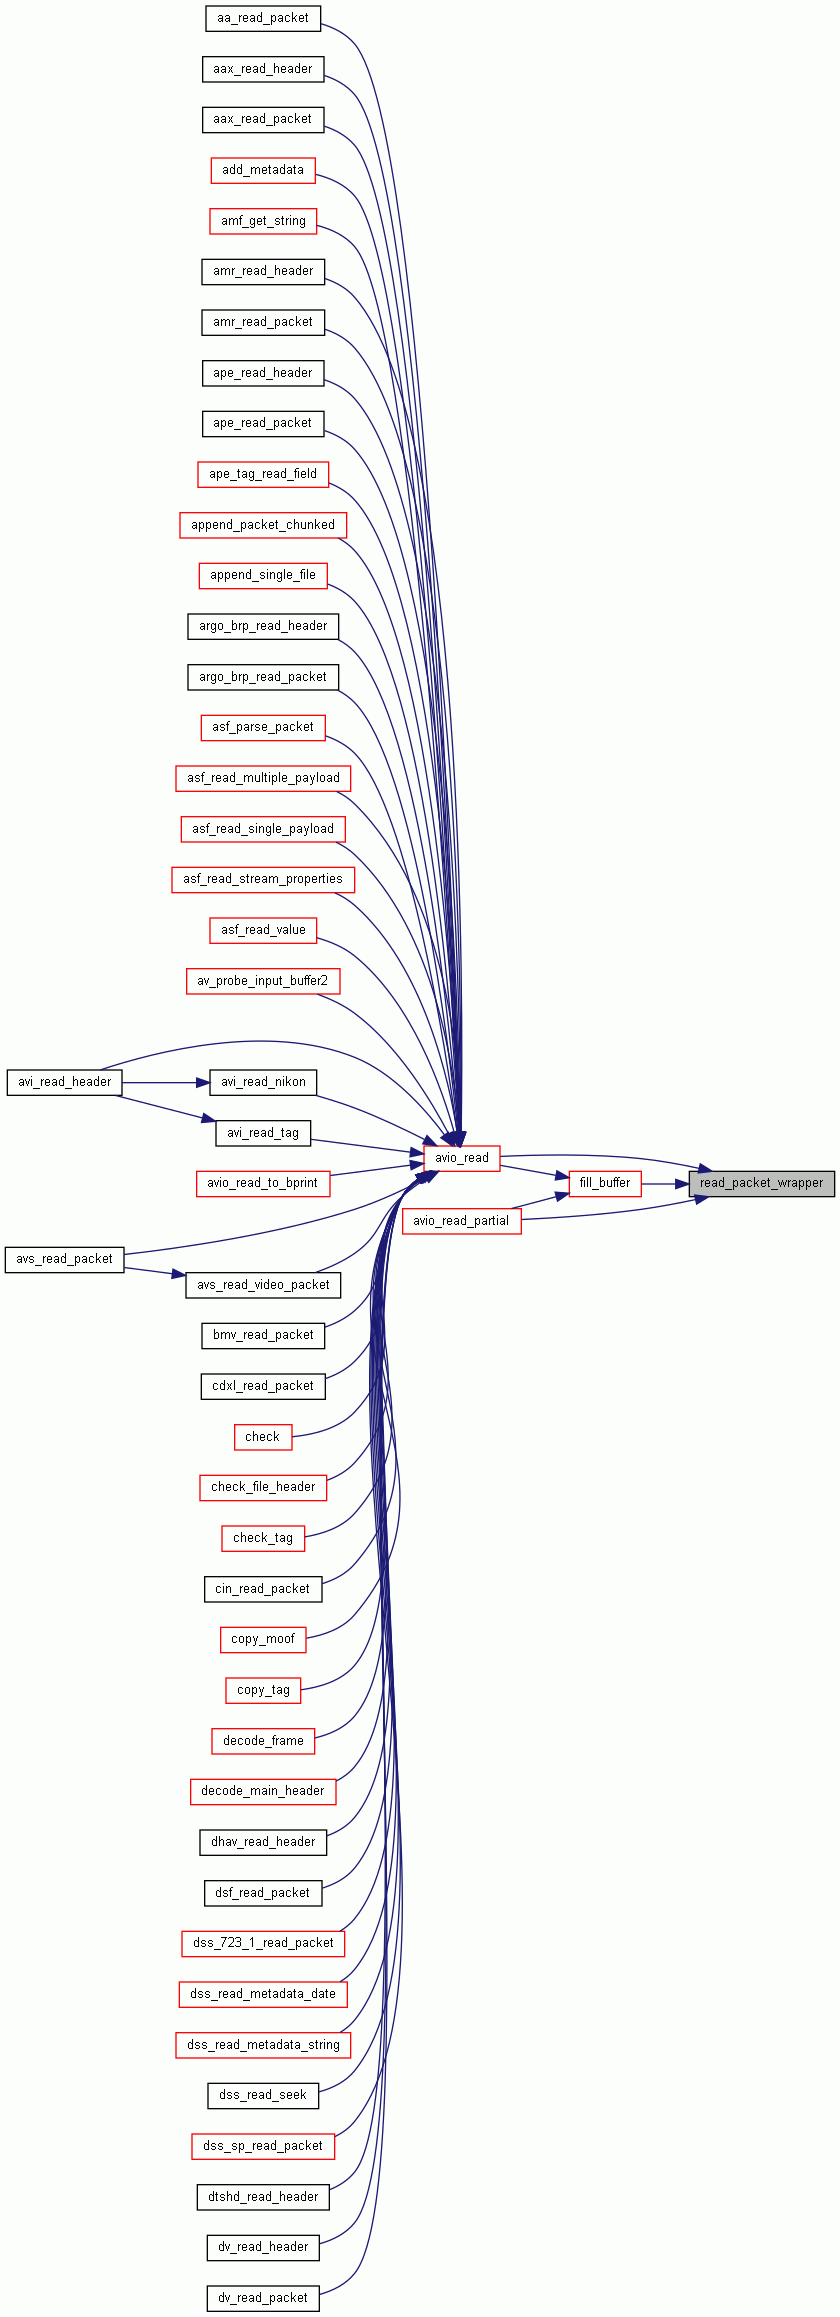 aa_read_packet
aax_read_header
aax_read_packet
add_metadata
amf_get_string
amr_read_header
amr_read_packet
ape_read_header
ape_read_packet
ape_tag_read_field
append_packet_chunked
append_single_file
argo_brp_read_header
argo_brp_read_packet
asf_parse_packet
asf_read_multiple_payload
asf_read_single_payload
asf_read_stream_properties
asf_read_value
av_probe_input_buffer2
avi_read_header
avi_read_nikon
avi_read_tag
avio_read
avio_read_to_bprint
fill_buffer
read_packet_wrapper
avio_read_partial
avs_read_packet
avs_read_video_packet
bmv_read_packet
cdxl_read_packet
check
check_file_header
check_tag
cin_read_packet
copy_moof
copy_tag
decode_frame
decode_main_header
dhav_read_header
dsf_read_packet
dss_723_1_read_packet
dss_read_metadata_date
dss_read_metadata_string
dss_read_seek
dss_sp_read_packet
dtshd_read_header
dv_read_header
dv_read_packet